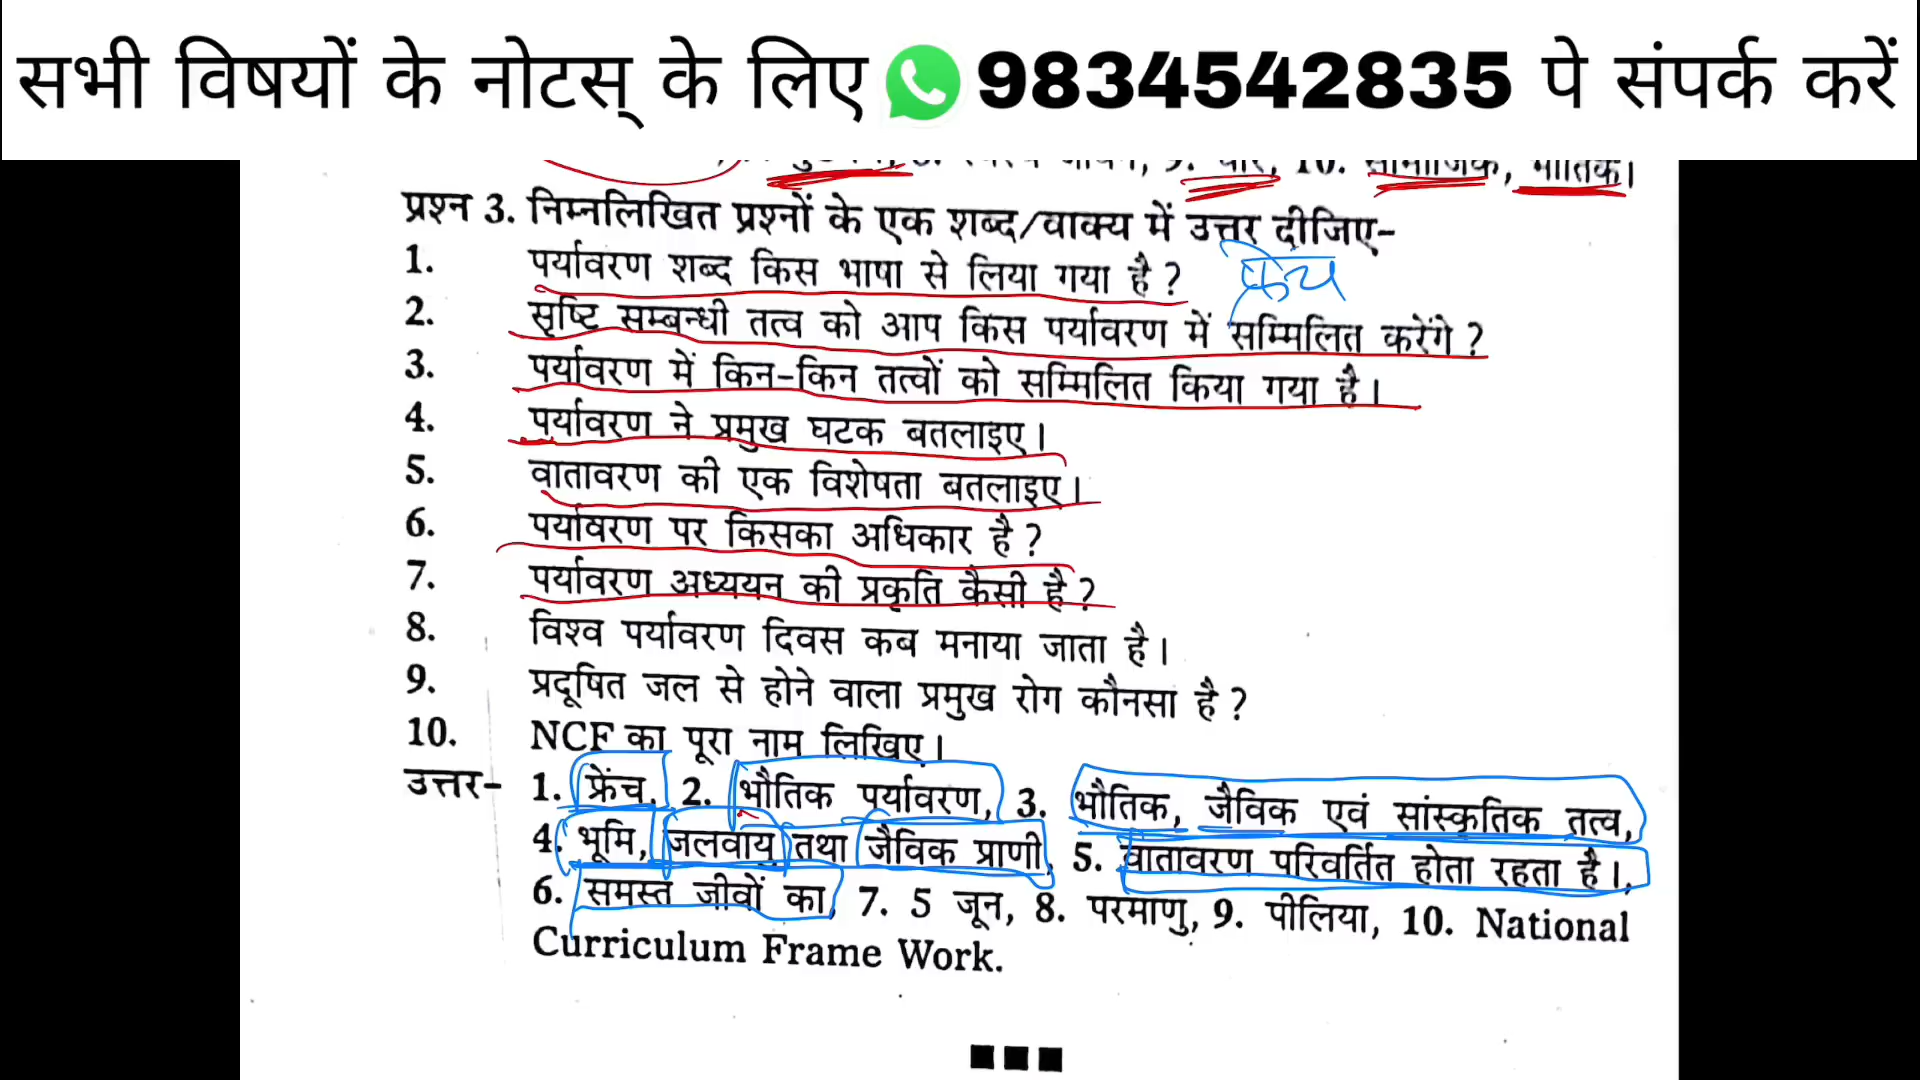 सभी विषयों के नोटस् के लिए 9834542835 पे संपर्क करें
10. सामाजिक, भौतिक।
प्रश्न 3. निम्नलिखित प्रश्नों के एक शब्द/वाक्य में उत्तर दीजिए-
1. पर्यावरण शब्द किस भाषा से लिया गया है ? फ्रेंच
2. सृष्टि सम्बन्धी तत्व को आप किस पर्यावरण में सम्मिलित करेंगे ?
3. पर्यावरण में किन-किन तत्वों को सम्मिलित किया गया है।
4. पर्यावरण ने प्रमुख घटक बतलाइए।
5. वातावरण की एक विशेषता बतलाइए।
6. पर्यावरण पर किसका अधिकार है ?
7. पर्यावरण अध्ययन की प्रकृति कैसी है ?
8. विश्व पर्यावरण दिवस कब मनाया जाता है।
9. प्रदूषित जल से होने वाला प्रमुख रोग कौनसा है ?
10. NCF का पूरा नाम लिखिए।
उत्तर- 1. फ्रेंच, 2. भौतिक पर्यावरण, 3. भौतिक, जैविक एवं सांस्कृतिक तत्व,
4. भूमि, जलवायु तथा जैविक प्राणी, 5. वातावरण परिवर्तित होता रहता है।,
6. समस्त जीवों का, 7. 5 जून, 8. परमाणु, 9. पीलिया, 10. National
Curriculum Frame Work.